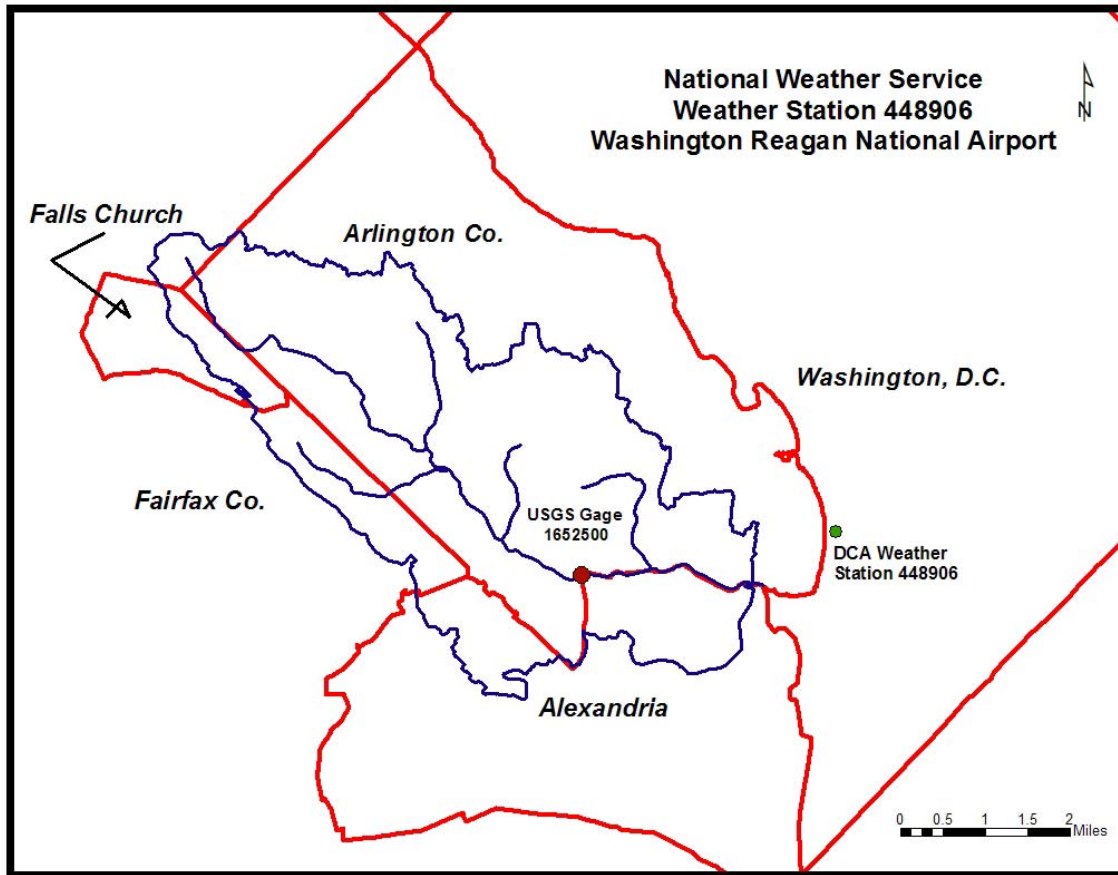 National Weather Service
Weather Station 448906
Washington Reagan National Airport
N
Falls Church
Arlington Co.
Washington, D.C.
Fairfax Co.
USGS Gage
1652500
DCA Weather
Station 448906
Alexandria
0 0.5 1 1.5 2
Miles